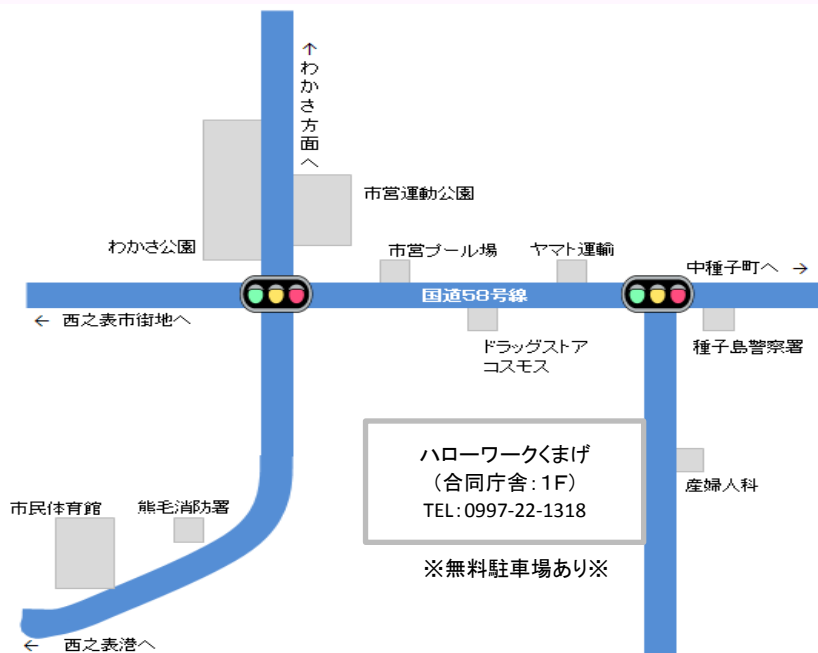 ↑わかさ方面へ
市営運動公園
わかさ公園
市営プール場
ヤマト運輸
中種子町へ →
国道58号線
← 西之表市街地へ
ドラッグストア
コスモス
種子島警察署
ハローワークくまげ
（合同庁舎：１Ｆ）
TEL：0997-22-1318
産婦人科
市民体育館
熊毛消防署
※無料駐車場あり※
← 西之表港へ